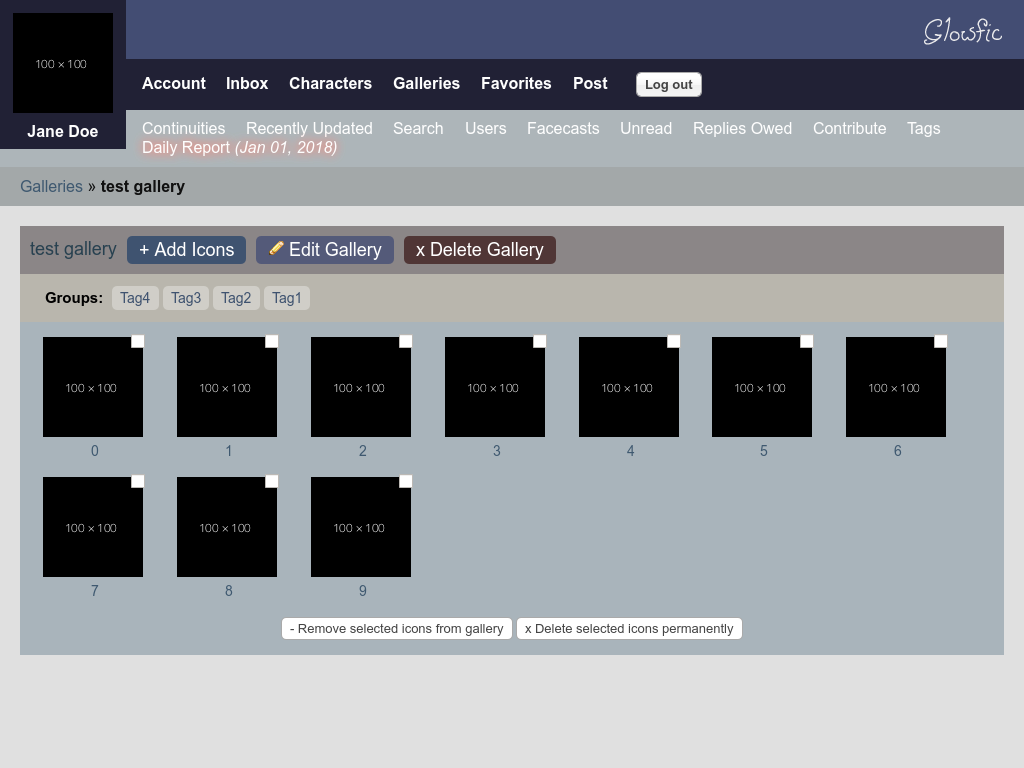 Glowfic
100 × 100
Account Inbox Characters Galleries Favorites Post Log out
Jane Doe
Continuities Recently Updated Search Users Facecasts Unread Replies Owed Contribute Tags
Daily Report (Jan 01, 2018)
Galleries » test gallery
test gallery + Add Icons Edit Gallery x Delete Gallery
Groups: Tag4 Tag3 Tag2 Tag1
100 × 100 100 × 100 100 × 100 100 × 100 100 × 100 100 × 100 100 × 100
0 1 2 3 4 5 6
100 × 100 100 × 100 100 × 100
7 8 9
- Remove selected icons from gallery x Delete selected icons permanently